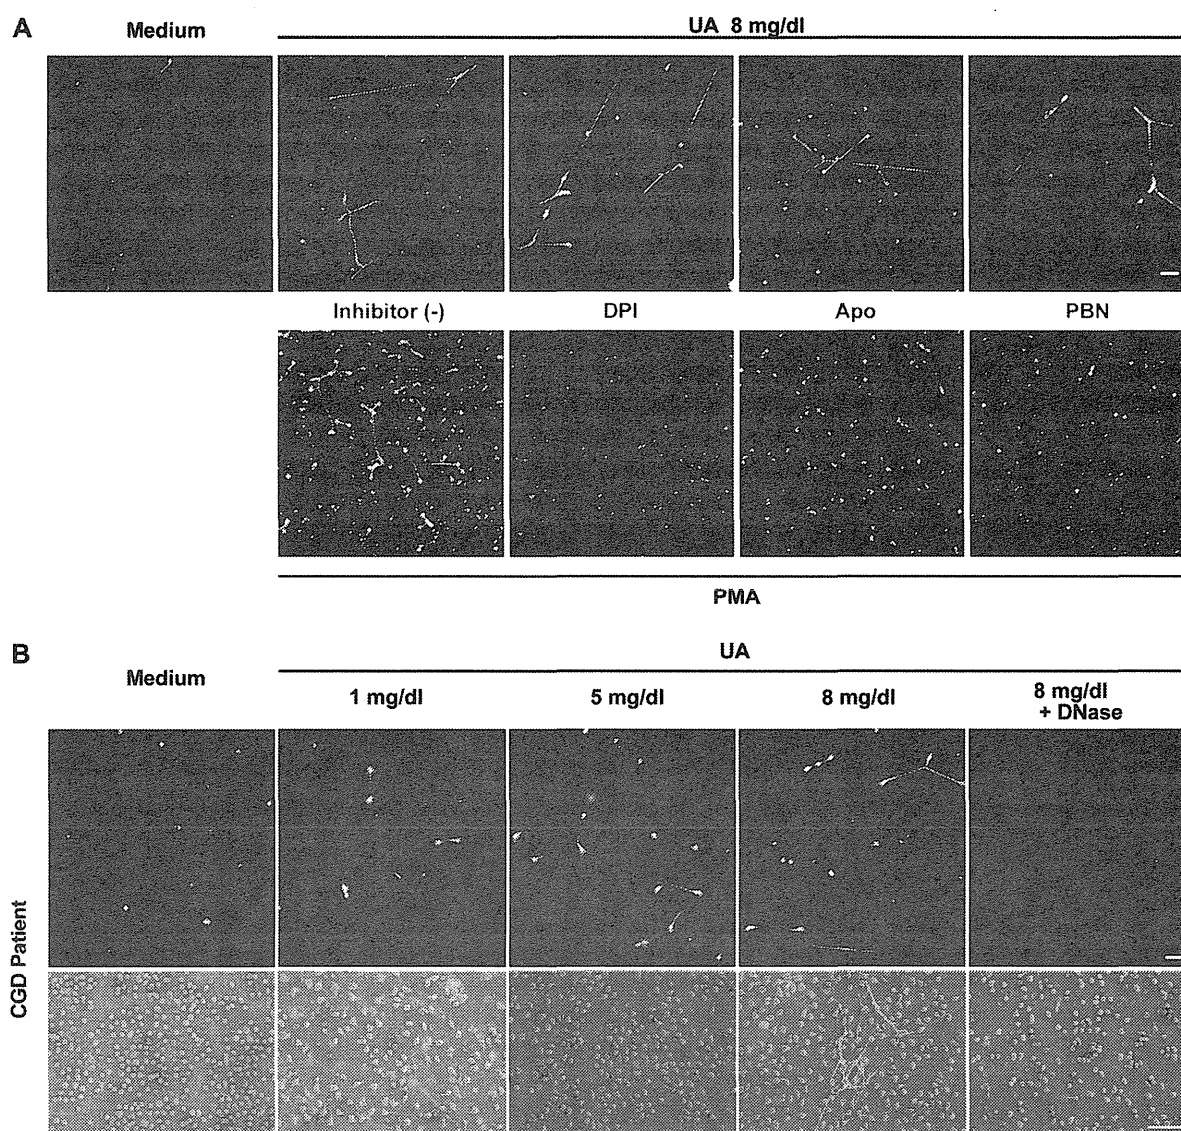 A
Medium
UA 8 mg/dl
Inhibitor (-)
DPI
Apo
PBN
PMA
B
Medium
UA
1 mg/dl
5 mg/dl
8 mg/dl
8 mg/dl
+ DNase
CGD Patient